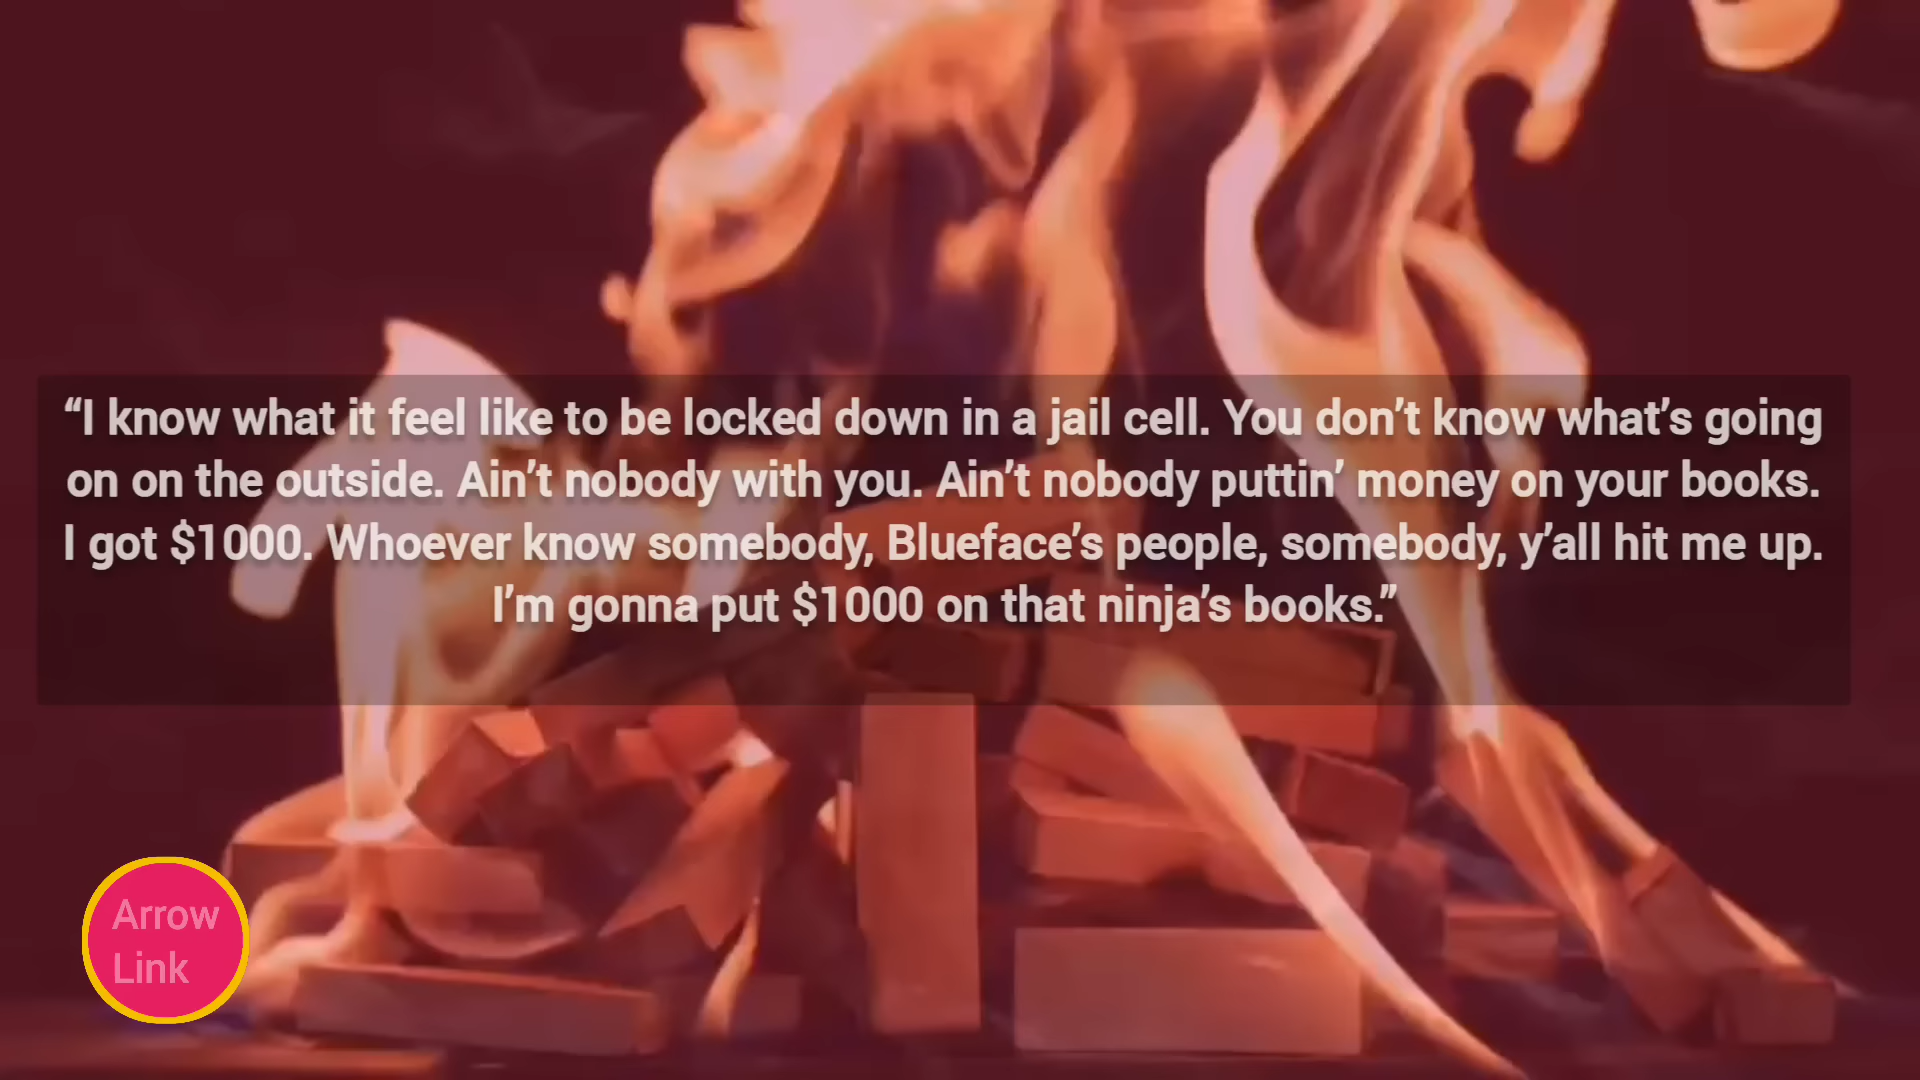 “I know what it feel like to be locked down in a jail cell. You don’t know what’s going
on on the outside. Ain’t nobody with you. Ain’t nobody puttin’ money on your books.
I got $1000. Whoever know somebody, Blueface’s people, somebody, y’all hit me up.
I’m gonna put $1000 on that ninja’s books.”
Arrow
Link